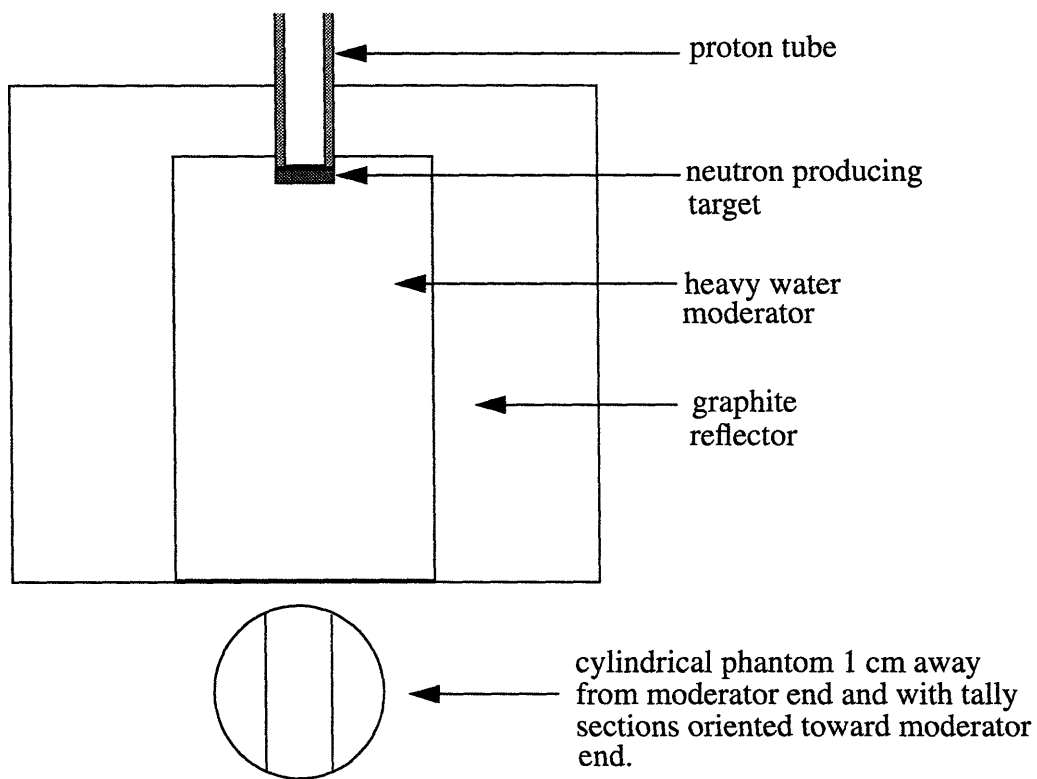 proton tube
neutron producing
target
heavy water
moderator
graphite
reflector
cylindrical phantom 1 cm away
from moderator end and with tally
sections oriented toward moderator
end.